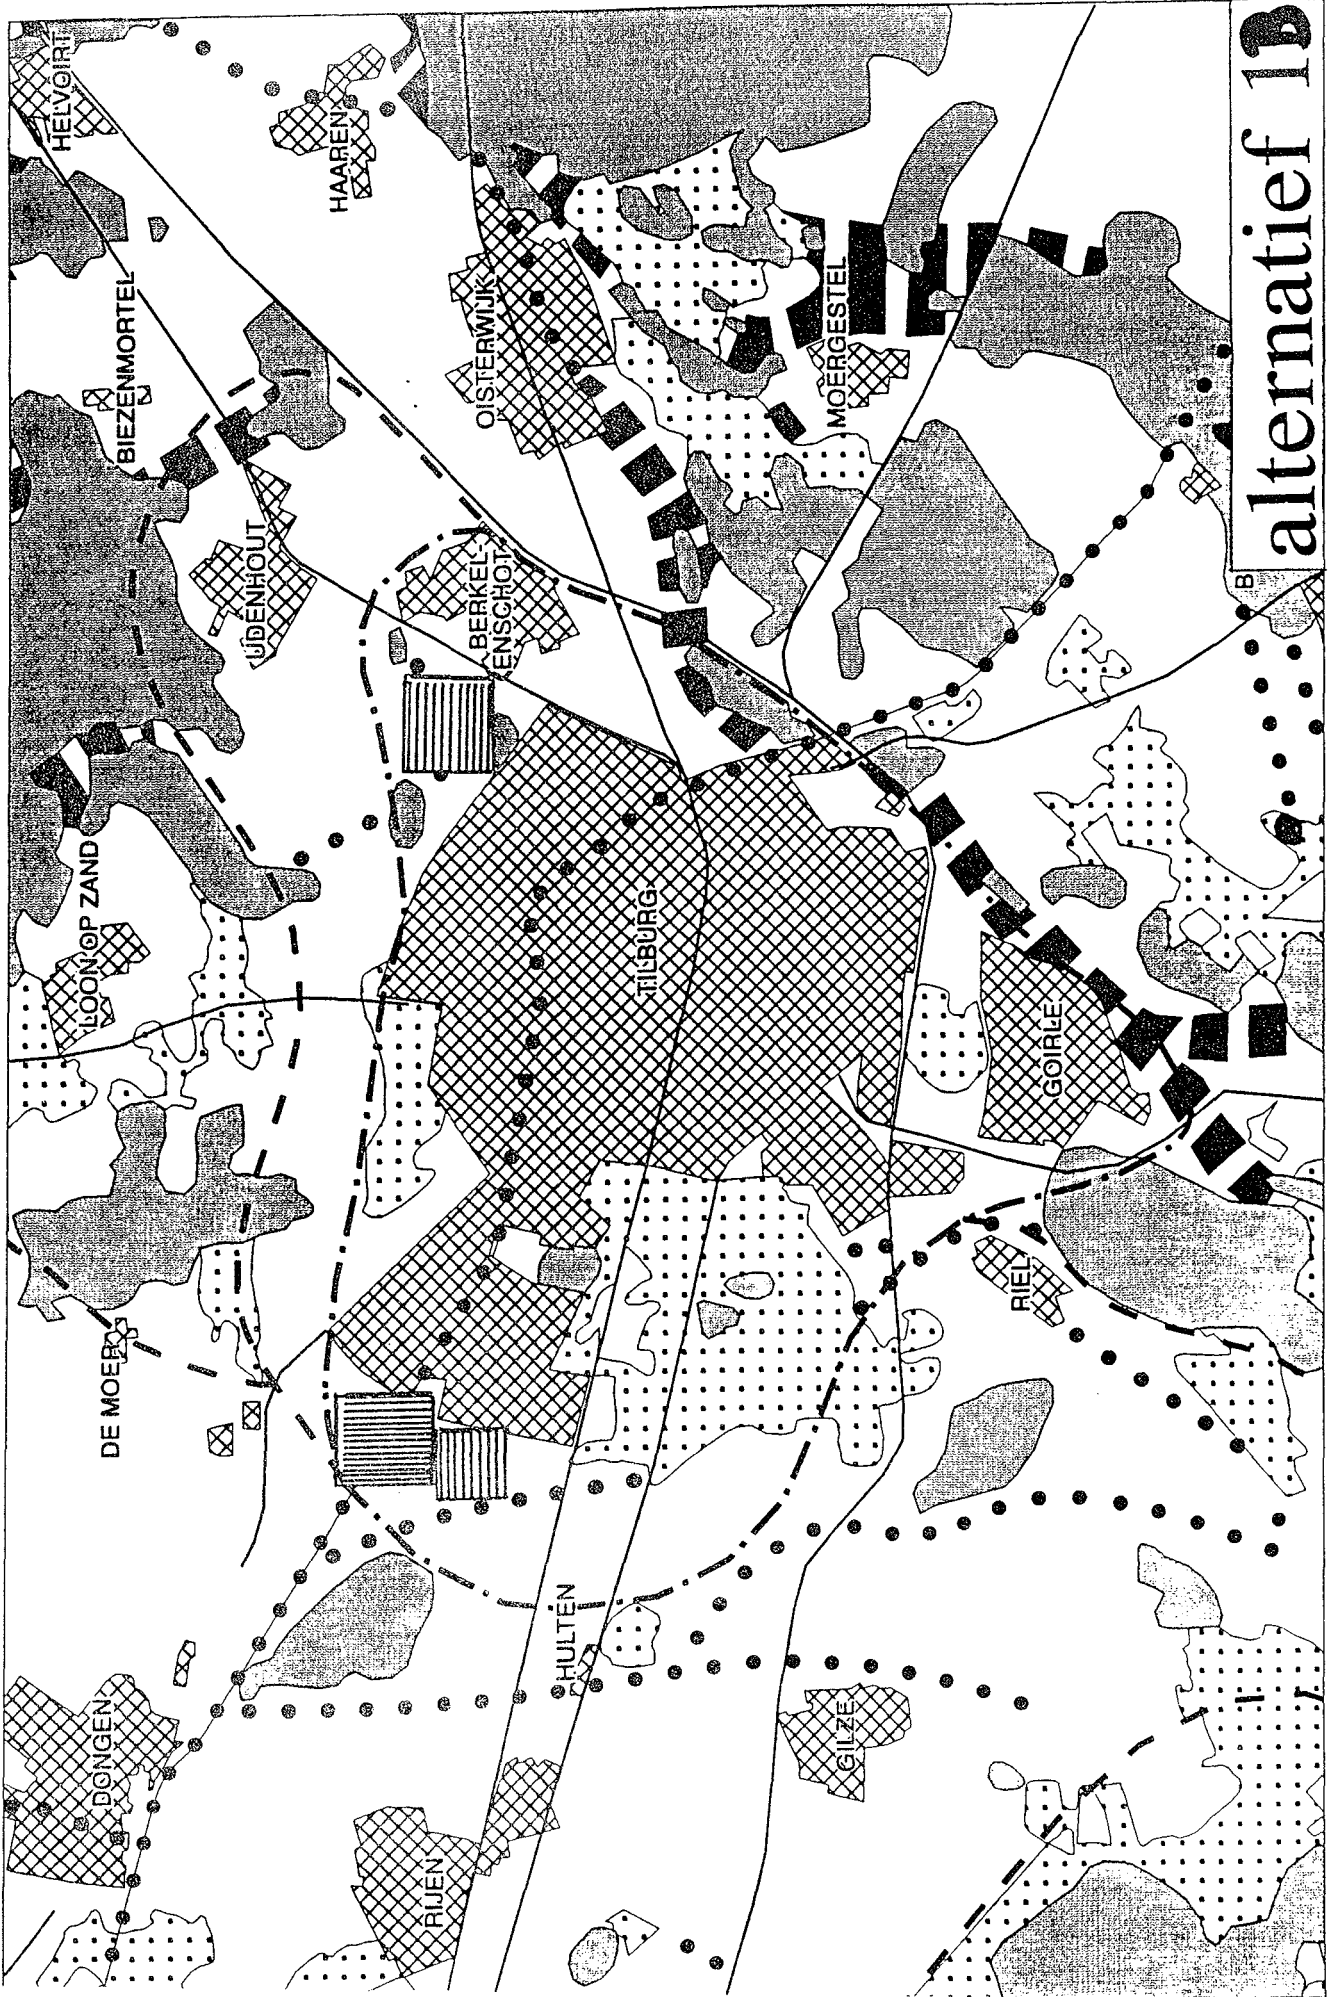 HELVOIRT
HAAREN
BIEZENMORTEL
OISTERWIJK
MOERGESTEL
UDENHOUT
BERKEL-
ENSCHOT
LOON OP ZAND
TILBURG
GOIRLE
DE MOER
RIEL
HULTEN
DONGEN
GILZE
RIJEN
B
alternatief 1B